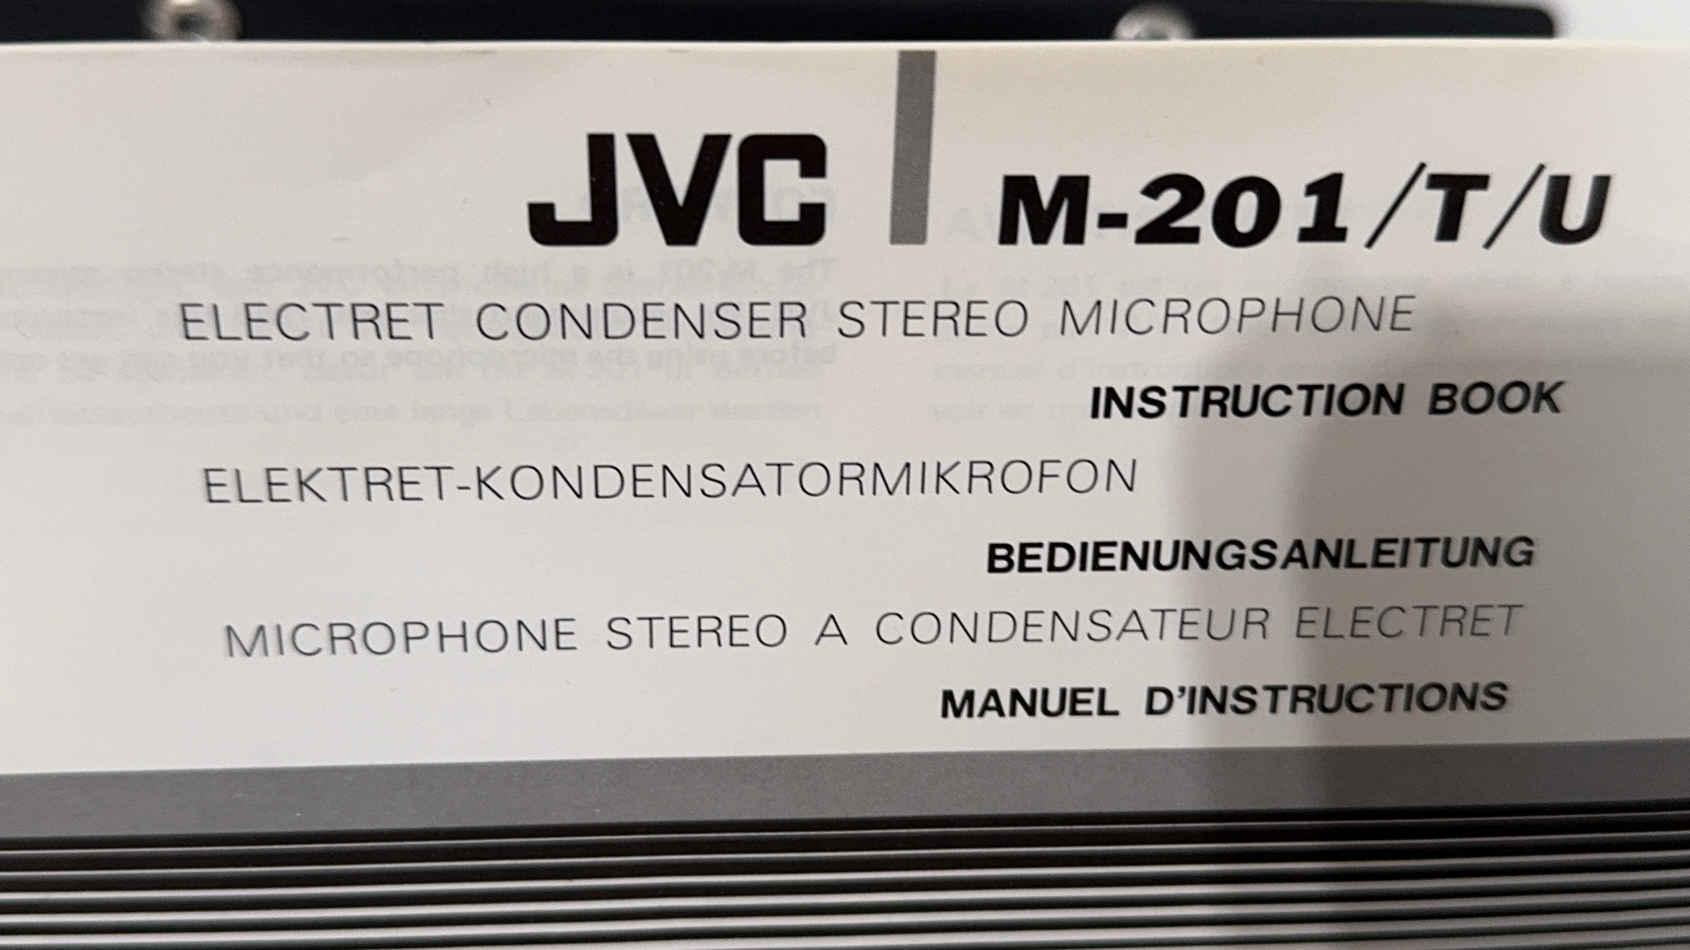 JVC M-201/T/U
ELECTRET CONDENSER STEREO MICROPHONE
INSTRUCTION BOOK
ELEKTRET-KONDENSATORMIKROFON
BEDIENUNGSANLEITUNG
MICROPHONE STEREO A CONDENSATEUR ELECTRET
MANUEL D'INSTRUCTIONS